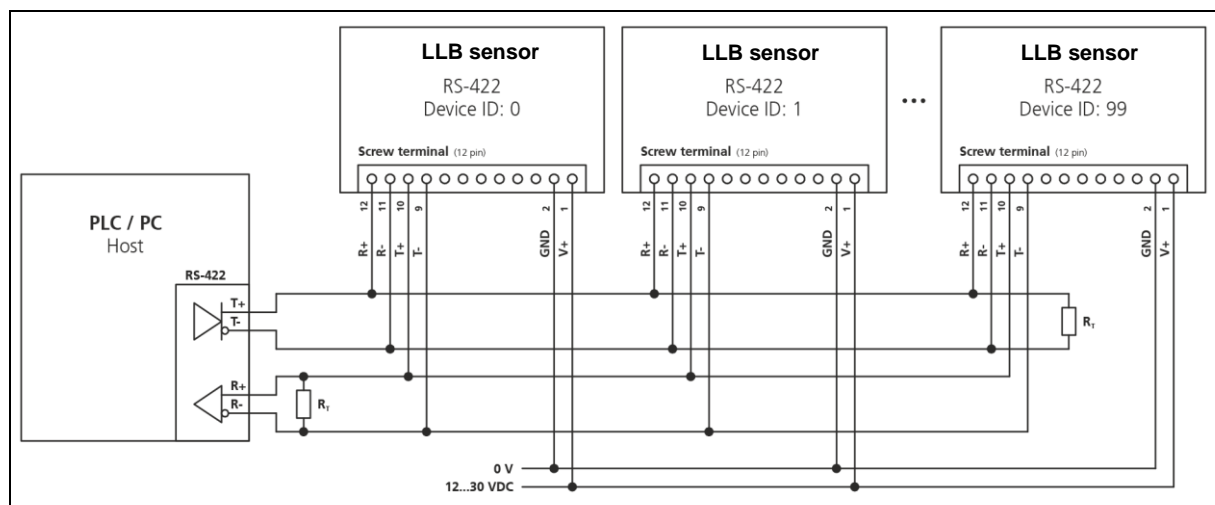 LLB sensor
RS-422
Device ID: 0
Screw terminal (12 pin)
12 11 10 9 2 1
R+ R- T+ T- GND V+
LLB sensor
RS-422
Device ID: 1
Screw terminal (12 pin)
12 11 10 9 2 1
R+ R- T+ T- GND V+
...
LLB sensor
RS-422
Device ID: 99
Screw terminal (12 pin)
12 11 10 9 2 1
R+ R- T+ T- GND V+
PLC / PC
Host
RS-422
T+
T-
R+
R-
RT
RT
0 V
12...30 VDC